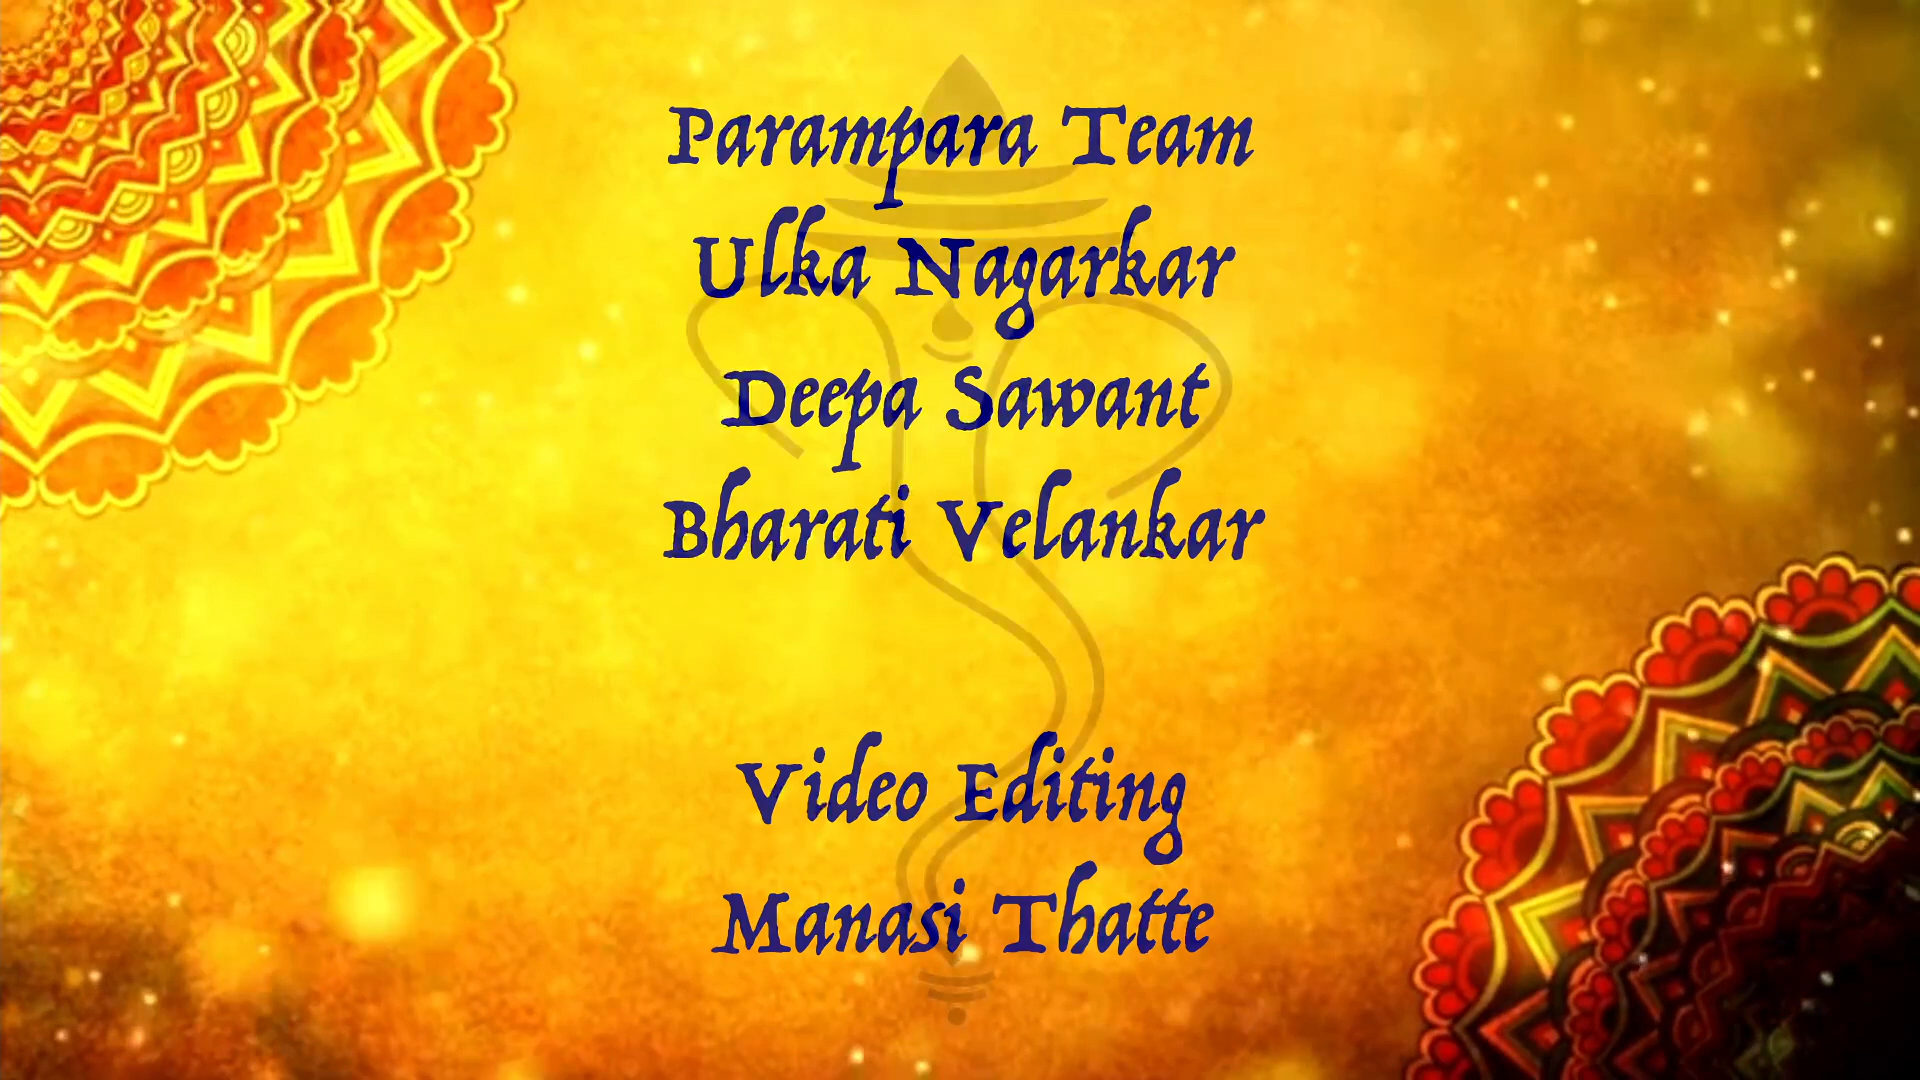 Parampara Team
Ulka Nagarkar
Deepa Sawant
Bharati Velankar
Video Editing
Manasi Thatte